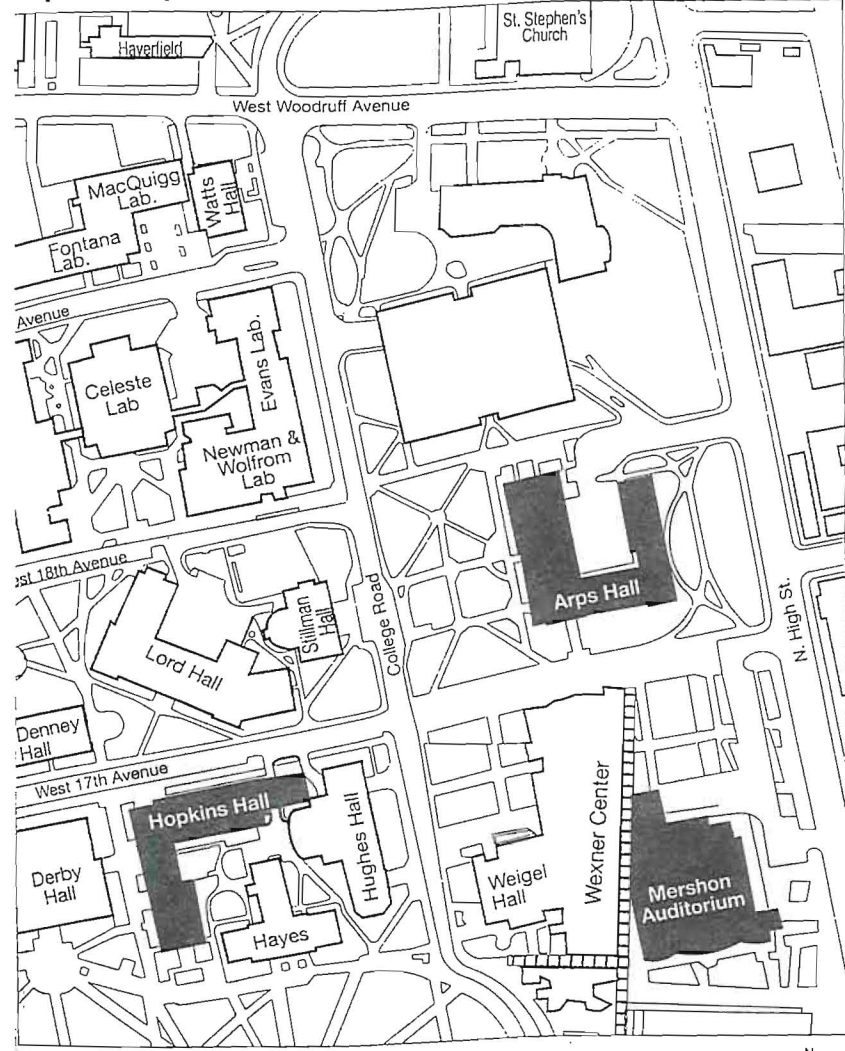 Haverfield
St. Stephen's
Church
West Woodruff Avenue
MacQuigg
Lab.
Watts
Hall
Fontana
Lab.
Avenue
Celeste
Lab
Evans Lab.
Newman &
Wolfrom
Lab
est 18th Avenue
Arps Hall
Stillman
Hall
Lord Hall
College Road
N. High St.
Denney
Hall
West 17th Avenue
Hopkins Hall
Hughes Hall
Derby
Hall
Hayes
Weigel
Hall
Wexner Center
Mershon
Auditorium
N